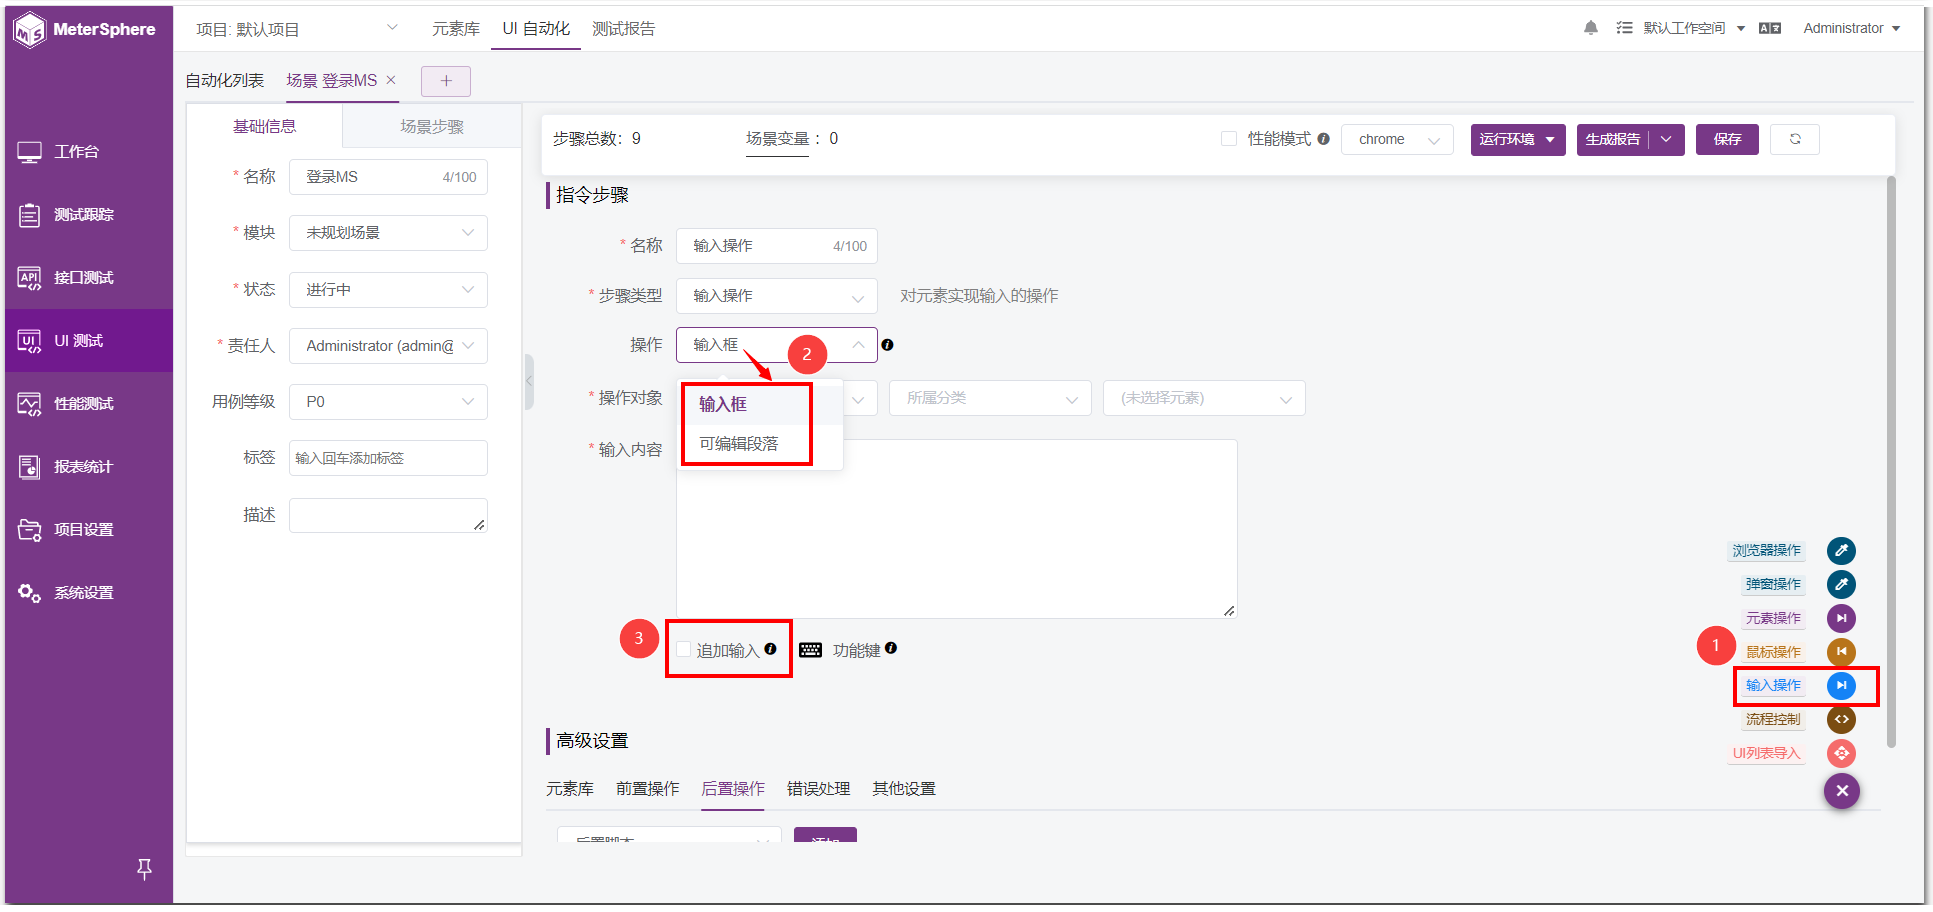 MeterSphere
项目: 默认项目
元素库
UI 自动化
测试报告
默认工作空间
Administrator
自动化列表
场景 登录MS
工作台
测试跟踪
接口测试
UI 测试
性能测试
报表统计
项目设置
系统设置
基础信息
场景步骤
* 名称
登录MS
4/100
* 模块
未规划场景
* 状态
进行中
* 责任人
Administrator (admin@
用例等级
P0
标签
输入回车添加标签
描述
步骤总数: 9
场景变量 : 0
性能模式
chrome
运行环境
生成报告
保存
指令步骤
* 名称
输入操作
4/100
* 步骤类型
输入操作
对元素实现输入的操作
操作
输入框
2
* 操作对象
所属分类
(未选择元素)
输入框
可编辑段落
* 输入内容
3
追加输入
功能键
浏览器操作
弹窗操作
元素操作
1
鼠标操作
输入操作
流程控制
UI列表导入
高级设置
元素库
前置操作
后置操作
错误处理
其他设置
后置脚本
添加